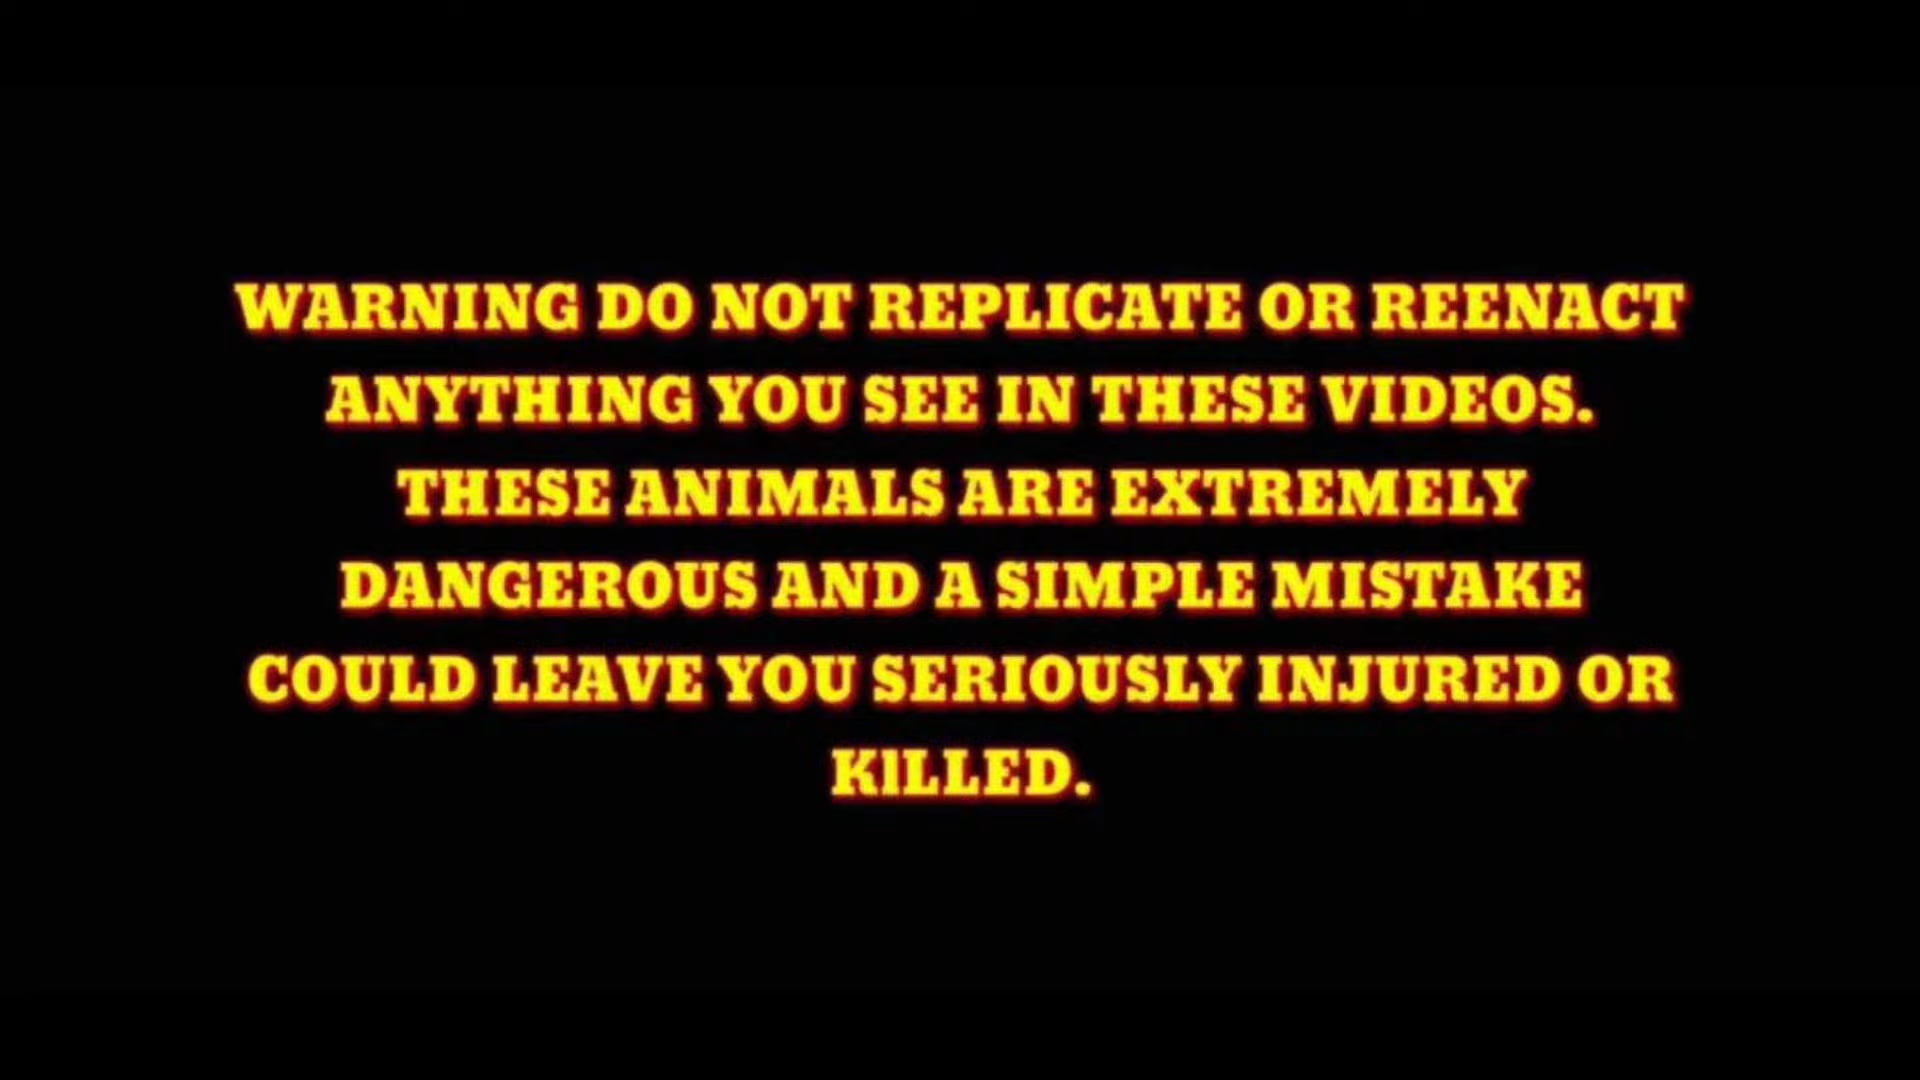 WARNING DO NOT REPLICATE OR REENACT
ANYTHING YOU SEE IN THESE VIDEOS.
THESE ANIMALS ARE EXTREMELY
DANGEROUS AND A SIMPLE MISTAKE
COULD LEAVE YOU SERIOUSLY INJURED OR
KILLED.